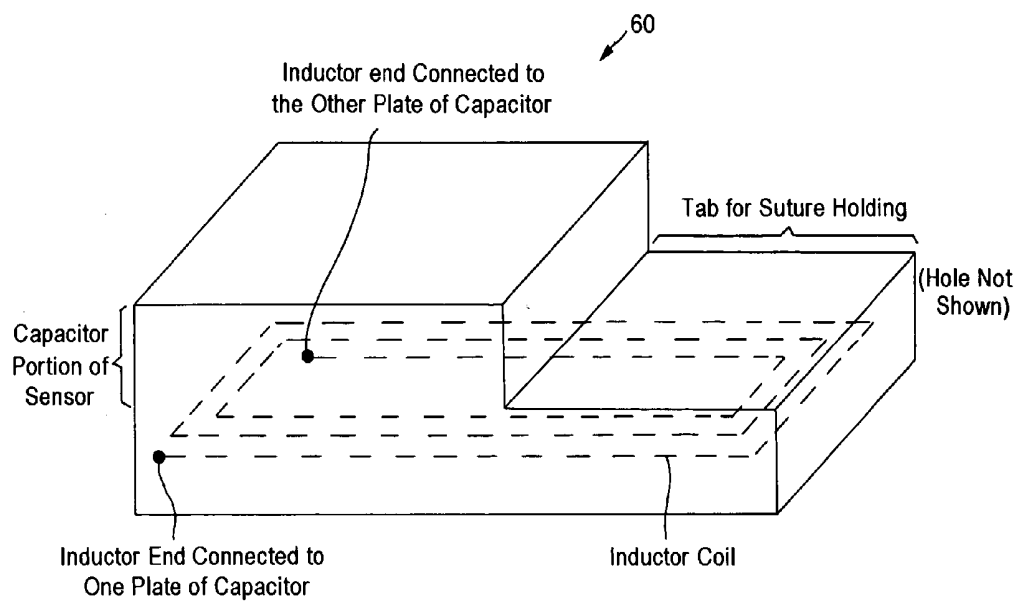 60
Inductor end Connected to
the Other Plate of Capacitor
Tab for Suture Holding
(Hole Not
Shown)
Capacitor
Portion of
Sensor
Inductor End Connected to
One Plate of Capacitor
Inductor Coil